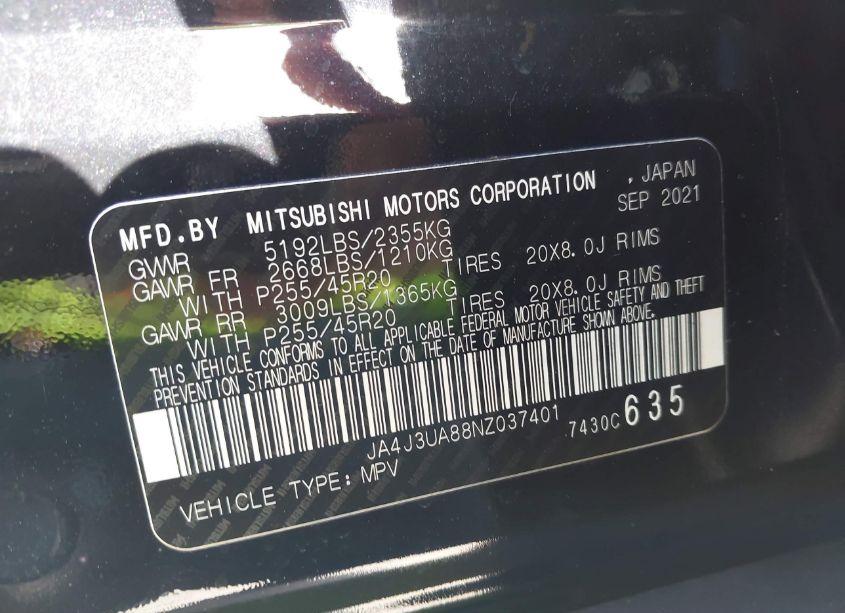 MFD.BY MITSUBISHI MOTORS CORPORATION , JAPAN
GVWR 5192LBS/2355KG SEP 2021
GAWR FR 2668LBS/1210KG
WITH P255/45R20 TIRES 20X8.0J RIMS
GAWR RR 3009LBS/1365KG
WITH P255/45R20 TIRES 20X8.0J RIMS
THIS VEHICLE CONFORMS TO ALL APPLICABLE FEDERAL MOTOR VEHICLE SAFETY AND THEFT
PREVENTION STANDARDS IN EFFECT ON THE DATE OF MANUFACTURE SHOWN ABOVE.
JA4J3UA88NZ037401 7430C635
VEHICLE TYPE:MPV